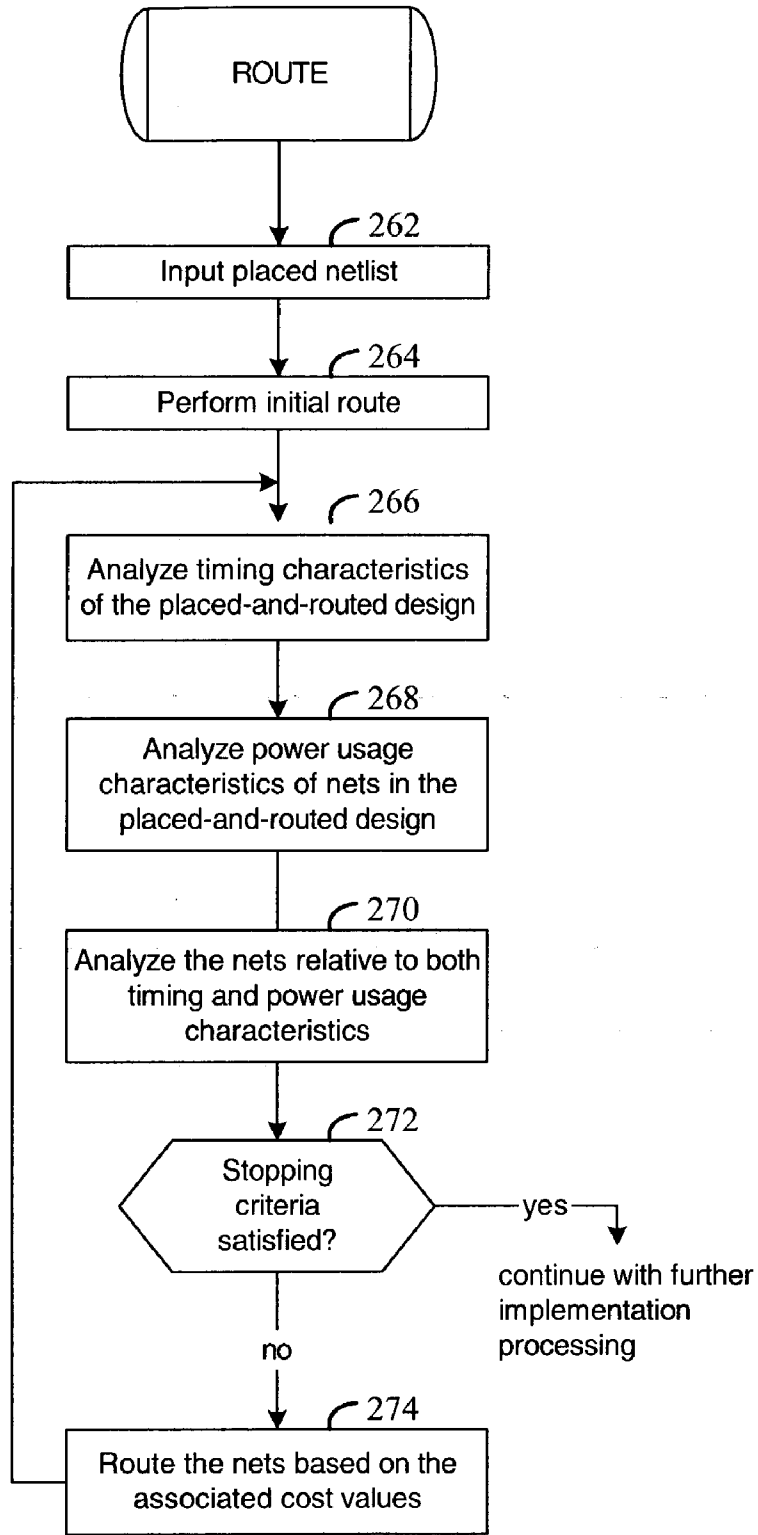 ROUTE
262
Input placed netlist
264
Perform initial route
266
Analyze timing characteristics
of the placed-and-routed design
268
Analyze power usage
characteristics of nets in the
placed-and-routed design
270
Analyze the nets relative to both
timing and power usage
characteristics
272
Stopping
criteria
satisfied?
yes
continue with further
implementation
processing
no
274
Route the nets based on the
associated cost values